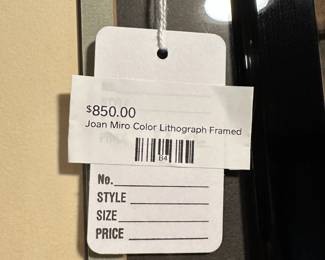 $850.00
Joan Miro Color Lithograph Framed
B4
No.
STYLE
SIZE
PRICE